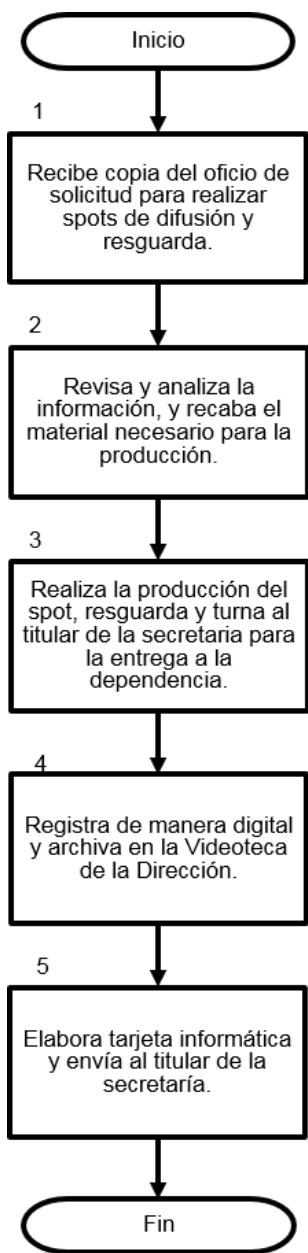 Inicio
1
Recibe copia del oficio de
solicitud para realizar
spots de difusión y
resguarda.
2
Revisa y analiza la
información, y recaba el
material necesario para la
producción.
3
Realiza la producción del
spot, resguarda y turna al
titular de la secretaria para
la entrega a la
dependencia.
4
Registra de manera digital
y archiva en la Videoteca
de la Dirección.
5
Elabora tarjeta informática
y envía al titular de la
secretaría.
Fin